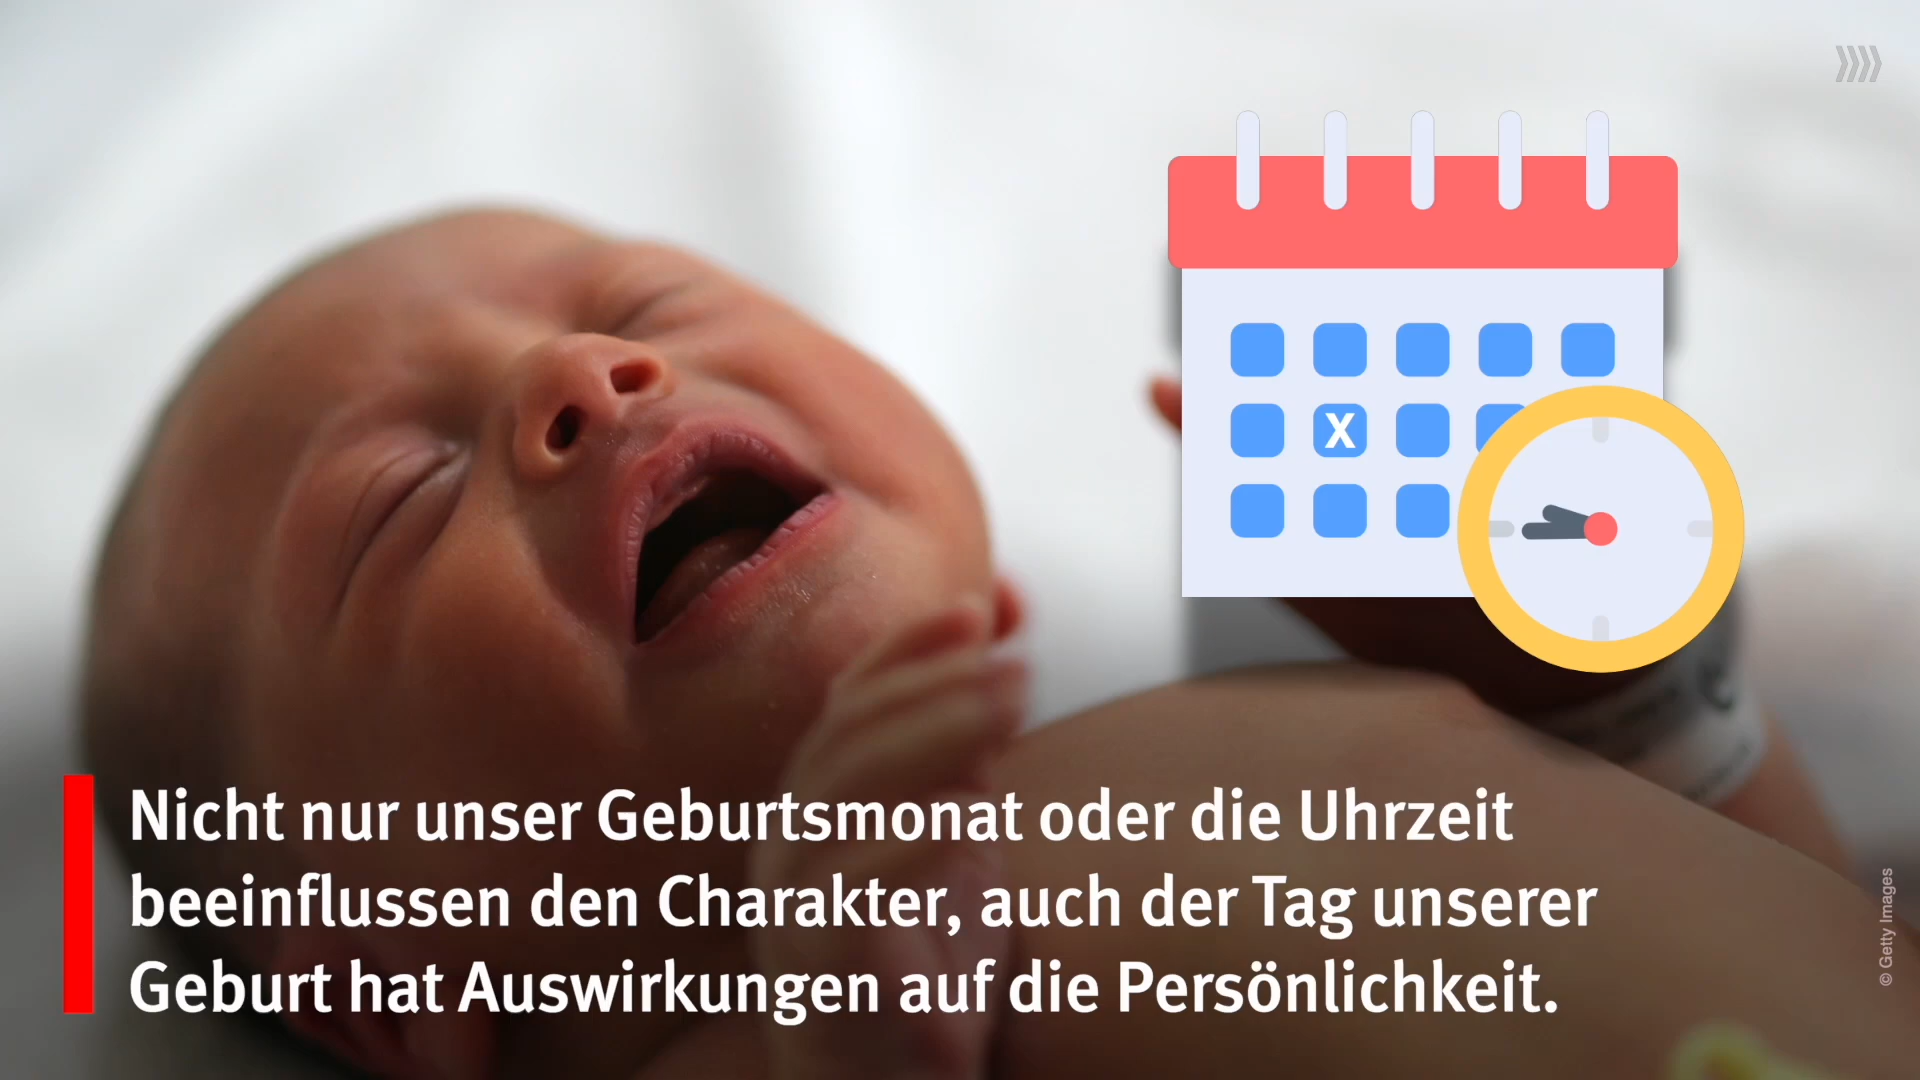 X
Nicht nur unser Geburtsmonat oder die Uhrzeit
beeinflussen den Charakter, auch der Tag unserer
Geburt hat Auswirkungen auf die Persönlichkeit.
© Getty Images